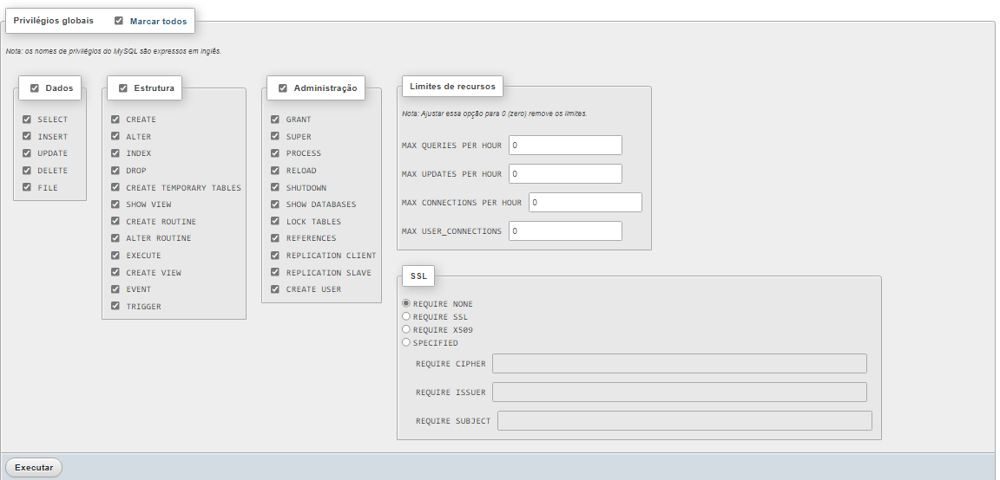 Privilégios globais Marcar todos
Nota: os nomes de privilégios do MySQL são expressos em inglês.
Dados
SELECT
INSERT
UPDATE
DELETE
FILE
Estrutura
CREATE
ALTER
INDEX
DROP
CREATE TEMPORARY TABLES
SHOW VIEW
CREATE ROUTINE
ALTER ROUTINE
EXECUTE
CREATE VIEW
EVENT
TRIGGER
Administração
GRANT
SUPER
PROCESS
RELOAD
SHUTDOWN
SHOW DATABASES
LOCK TABLES
REFERENCES
REPLICATION CLIENT
REPLICATION SLAVE
CREATE USER
Limites de recursos
Nota: Ajustar essa opção para 0 (zero) remove os limites.
MAX QUERIES PER HOUR 0
MAX UPDATES PER HOUR 0
MAX CONNECTIONS PER HOUR 0
MAX USER_CONNECTIONS 0
SSL
REQUIRE NONE
REQUIRE SSL
REQUIRE X509
SPECIFIED
REQUIRE CIPHER
REQUIRE ISSUER
REQUIRE SUBJECT
Executar